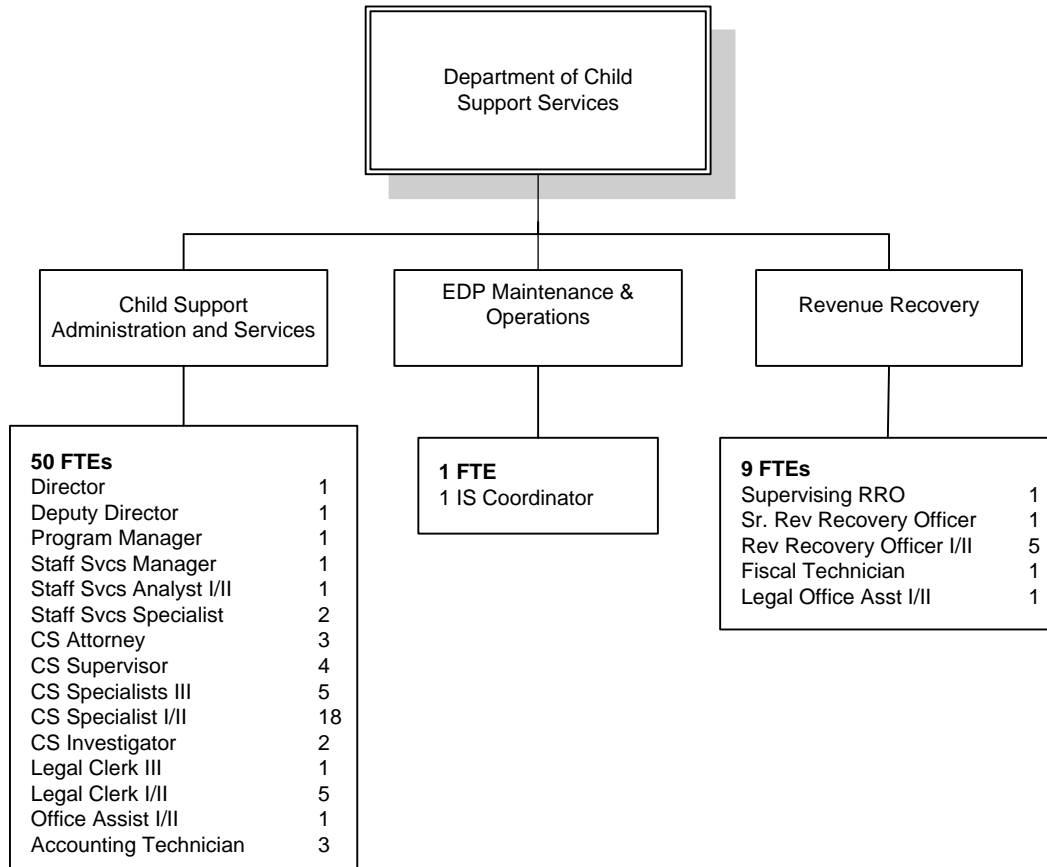 Department of Child
Support Services
Child Support
Administration and Services
EDP Maintenance &
Operations
Revenue Recovery
50 FTEs
Director 1
Deputy Director 1
Program Manager 1
Staff Svcs Manager 1
Staff Svcs Analyst I/II 1
Staff Svcs Specialist 2
CS Attorney 3
CS Supervisor 4
CS Specialists III 5
CS Specialist I/II 18
CS Investigator 2
Legal Clerk III 1
Legal Clerk I/II 5
Office Assist I/II 1
Accounting Technician 3
1 FTE
1 IS Coordinator
9 FTEs
Supervising RRO 1
Sr. Rev Recovery Officer 1
Rev Recovery Officer I/II 5
Fiscal Technician 1
Legal Office Asst I/II 1